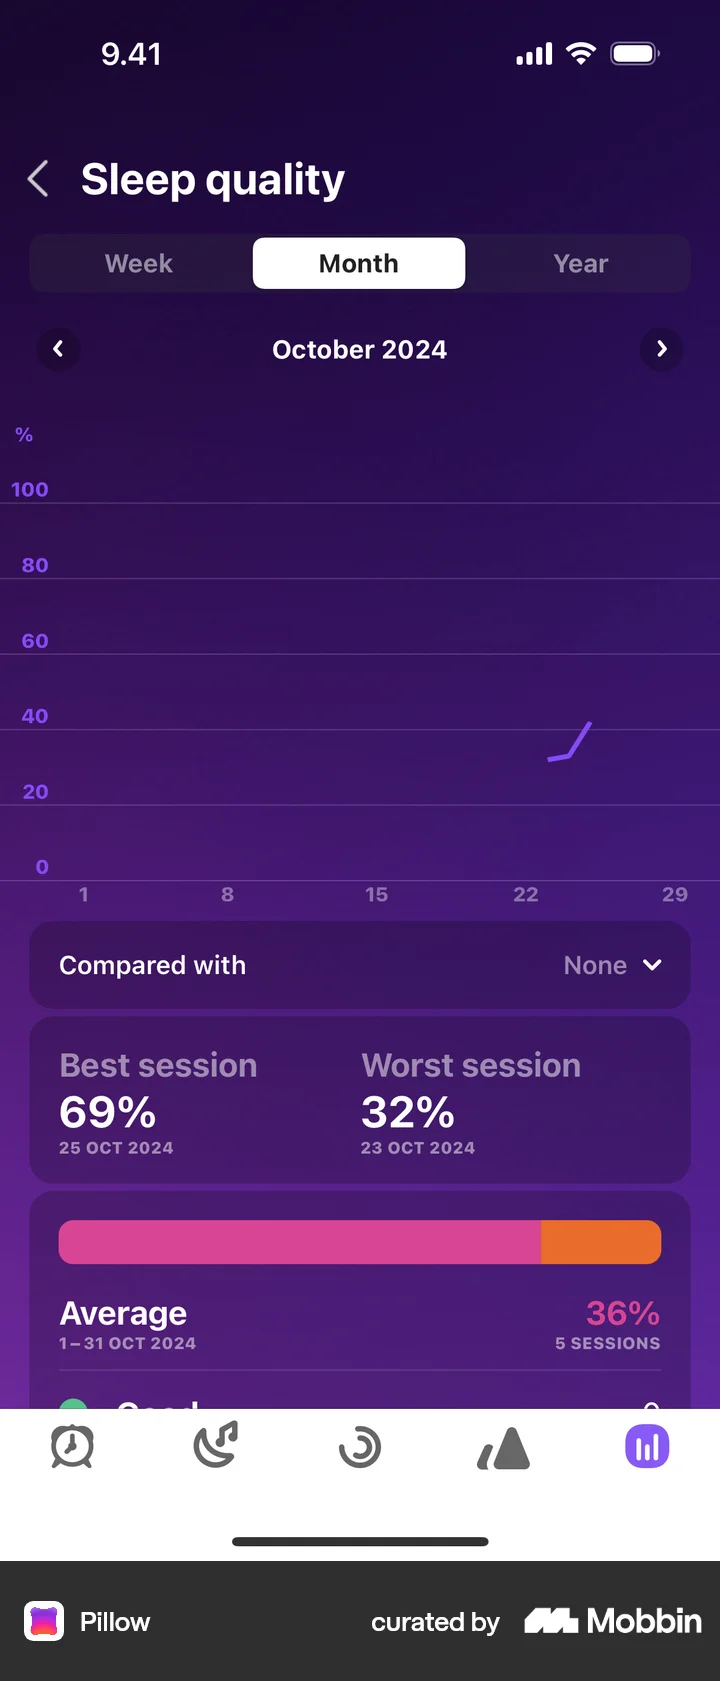 9.41
Sleep quality
Week Month Year
October 2024
%
100
80
60
40
20
0
1 8 15 22 29
Compared with None
Best session Worst session
69% 32%
25 OCT 2024 23 OCT 2024
Average 36%
1–31 OCT 2024 5 SESSIONS
Good 0
Pillow curated by Mobbin